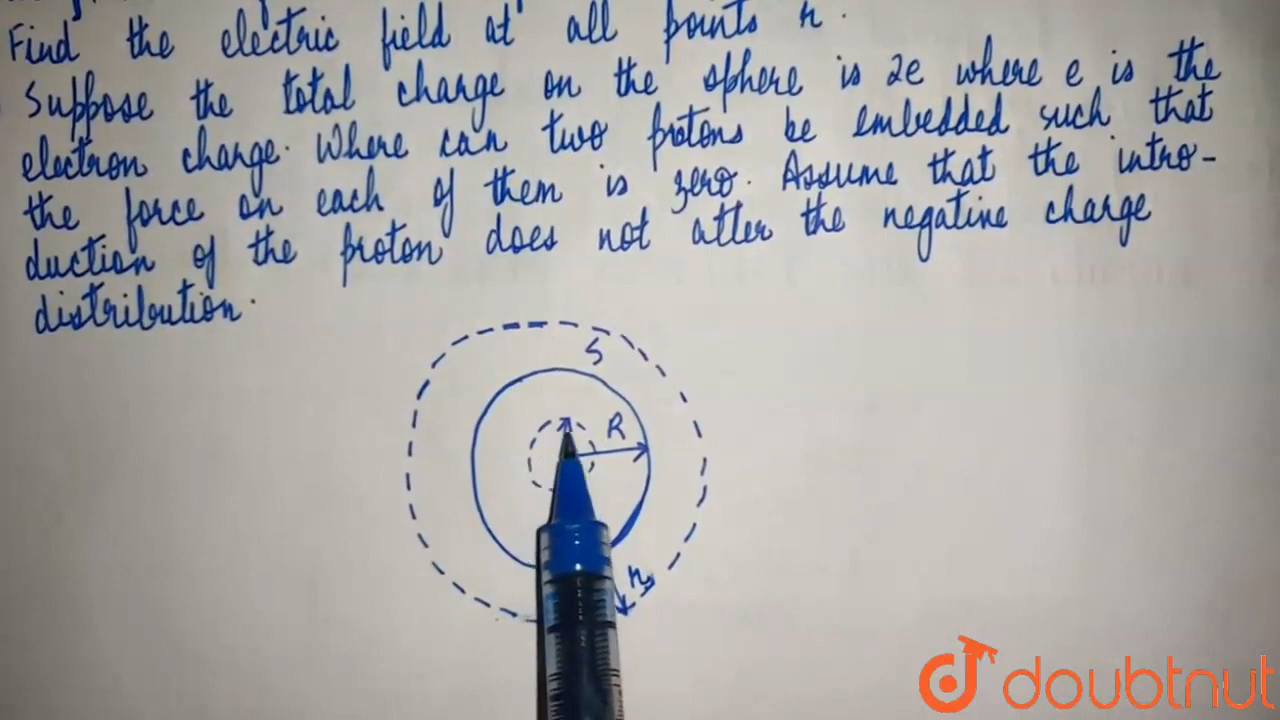 Find the electric field at all points r.
Suppose the total charge on the sphere is 2e where e is the
electron charge. Where can two protons be embedded such that
the force on each of them is zero. Assume that the intro-
duction of the proton does not alter the negative charge
distribution.
S
R
r
doubtnut